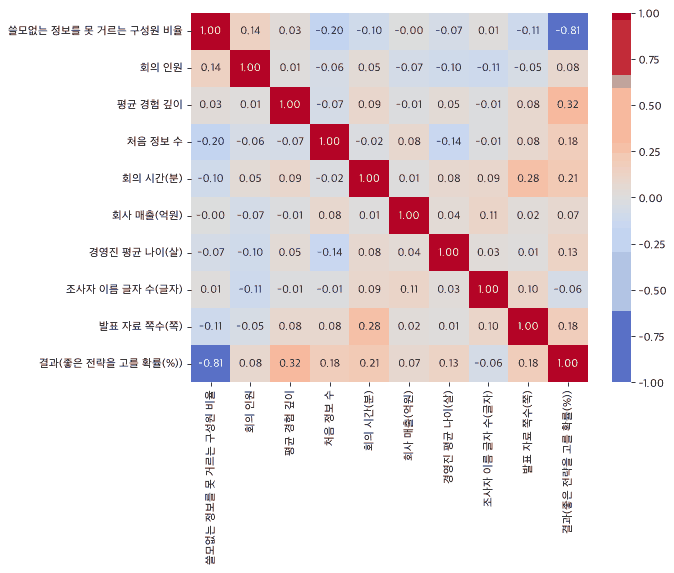 쓸모없는 정보를 못 거르는 구성원 비율 1.00 0.14 0.03 -0.20 -0.10 -0.00 -0.07 0.01 -0.11 -0.81
회의 인원 0.14 1.00 0.01 -0.06 0.05 -0.07 -0.10 -0.11 -0.05 0.08
평균 경험 깊이 0.03 0.01 1.00 -0.07 0.09 -0.01 0.05 -0.01 0.08 0.32
처음 정보 수 -0.20 -0.06 -0.07 1.00 -0.02 0.08 -0.14 -0.01 0.08 0.18
회의 시간(분) -0.10 0.05 0.09 -0.02 1.00 0.01 0.08 0.09 0.28 0.21
회사 매출(억원) -0.00 -0.07 -0.01 0.08 0.01 1.00 0.04 0.11 0.02 0.07
경영진 평균 나이(살) -0.07 -0.10 0.05 -0.14 0.08 0.04 1.00 0.03 0.01 0.13
조사자 이름 글자 수(글자) 0.01 -0.11 -0.01 -0.01 0.09 0.11 0.03 1.00 0.10 -0.06
발표 자료 쪽수(쪽) -0.11 -0.05 0.08 0.08 0.28 0.02 0.01 0.10 1.00 0.18
결과(좋은 전략을 고를 확률(%)) -0.81 0.08 0.32 0.18 0.21 0.07 0.13 -0.06 0.18 1.00
쓸모없는 정보를 못 거르는 구성원 비율
회의 인원
평균 경험 깊이
처음 정보 수
회의 시간(분)
회사 매출(억원)
경영진 평균 나이(살)
조사자 이름 글자 수(글자)
발표 자료 쪽수(쪽)
결과(좋은 전략을 고를 확률(%))
1.00
0.75
0.50
0.25
0.00
-0.25
-0.50
-0.75
-1.00